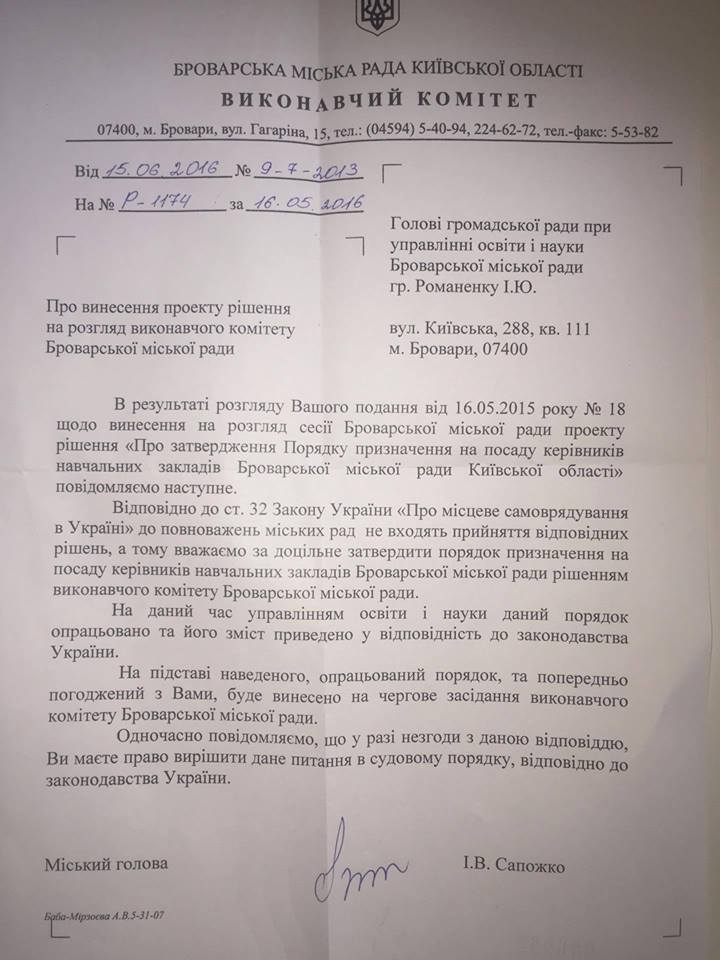 БРОВАРСЬКА МІСЬКА РАДА КИЇВСЬКОЇ ОБЛАСТІ
ВИКОНАВЧИЙ КОМІТЕТ
07400, м. Бровари, вул. Гагаріна, 15, тел.: (04594) 5-40-94, 224-62-72, тел.-факс: 5-53-82
Від 15.06.2016 № 9-7-2013
На № Р-1174 за 16.05.2016
Голові громадської ради при
управлінні освіти і науки
Броварської міської ради
гр. Романенку І.Ю.
вул. Київська, 288, кв. 111
м. Бровари, 07400
Про винесення проекту рішення
на розгляд виконавчого комітету
Броварської міської ради
В результаті розгляду Вашого подання від 16.05.2015 року № 18
щодо винесення на розгляд сесії Броварської міської ради проекту
рішення «Про затвердження Порядку призначення на посаду керівників
навчальних закладів Броварської міської ради Київської області»
повідомляємо наступне.
Відповідно до ст. 32 Закону України «Про місцеве самоврядування
в Україні» до повноважень міських рад не входять прийняття відповідних
рішень, а тому вважаємо за доцільне затвердити порядок призначення на
посаду керівників навчальних закладів Броварської міської ради рішенням
виконавчого комітету Броварської міської ради.
На даний час управлінням освіти і науки даний порядок
опрацьовано та його зміст приведено у відповідність до законодавства
України.
На підставі наведеного, опрацьований порядок, та попередньо
погоджений з Вами, буде винесено на чергове засідання виконавчого
комітету Броварської міської ради.
Одночасно повідомляємо, що у разі незгоди з даною відповіддю,
Ви маєте право вирішити дане питання в судовому порядку, відповідно до
законодавства України.
Міський голова
І.В. Сапожко
Баба-Мірзоєва А.В.5-31-07